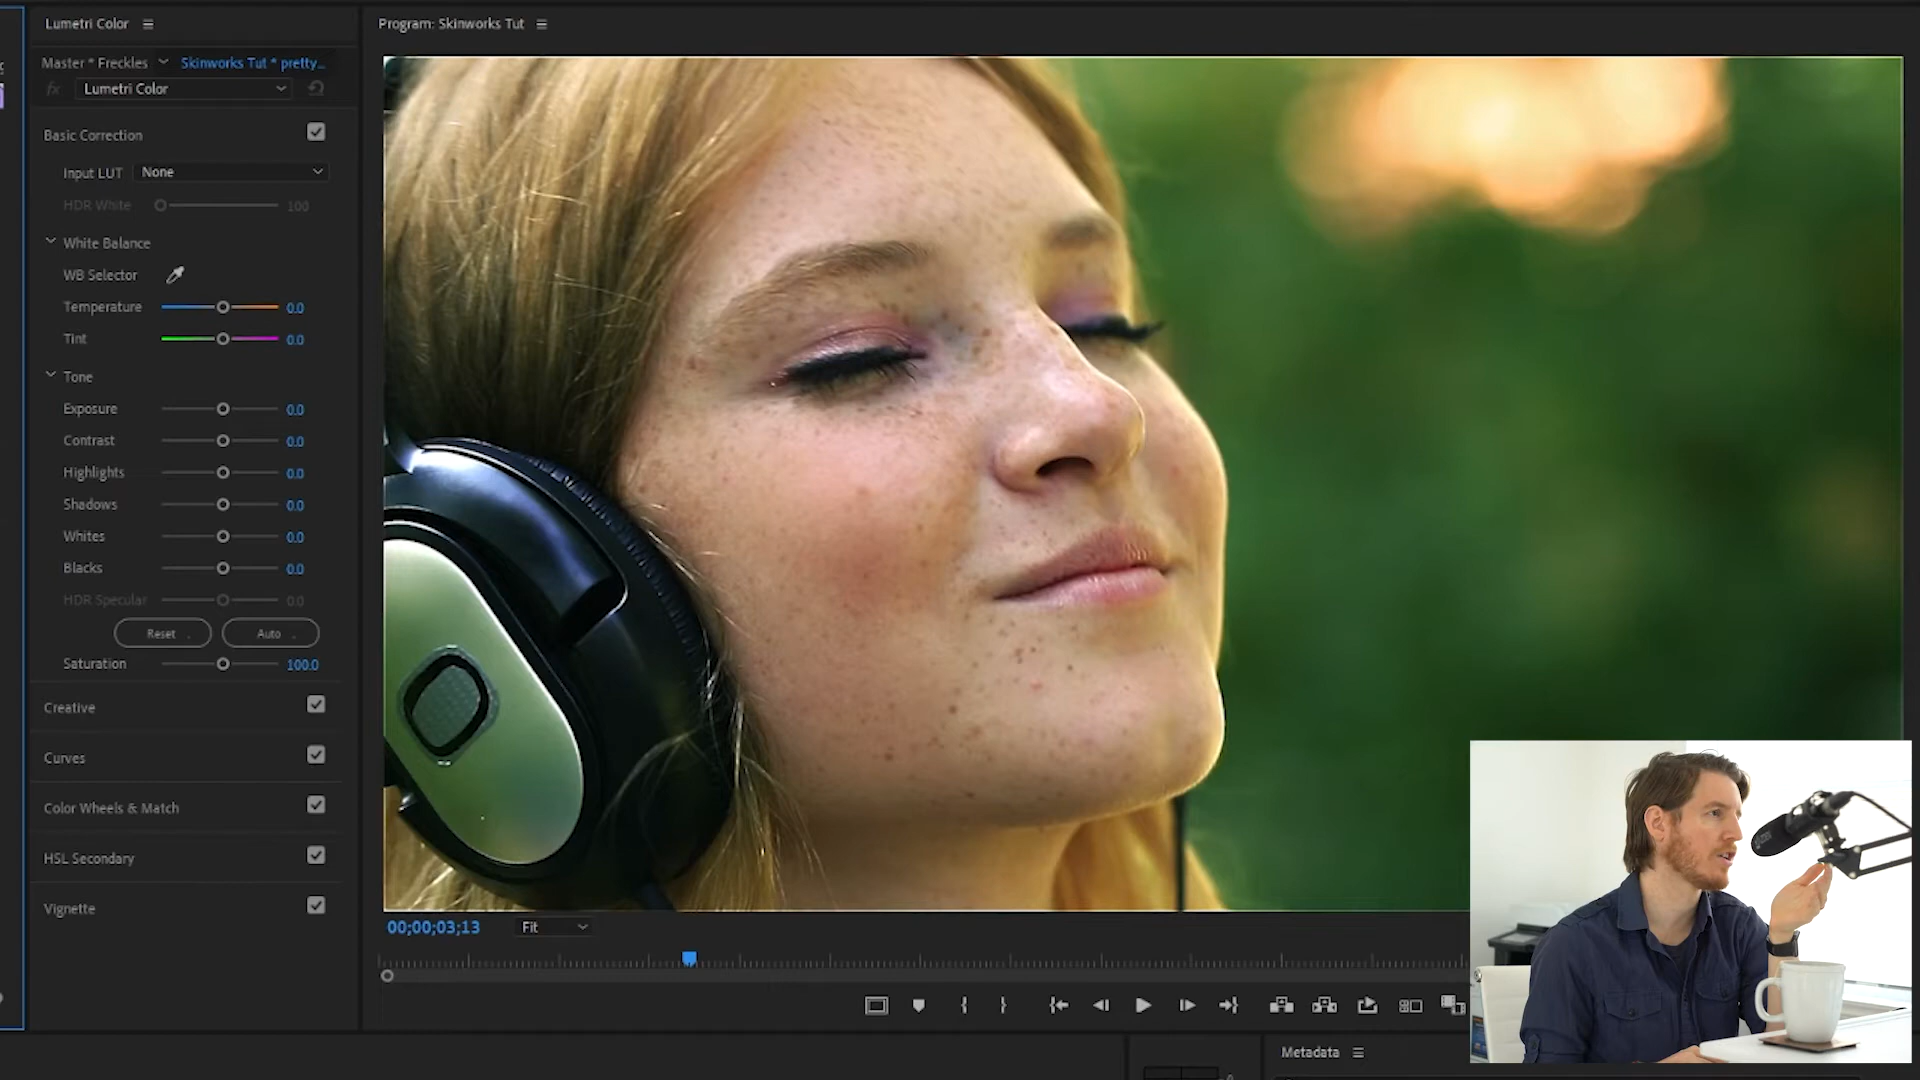 Lumetri Color
Program: Skinworks Tut
Master * Freckles
Skinworks Tut * pretty...
fx
Lumetri Color
Basic Correction
Input LUT
None
HDR White
100
White Balance
WB Selector
Temperature
0.0
Tint
0.0
Tone
Exposure
0.0
Contrast
0.0
Highlights
0.0
Shadows
0.0
Whites
0.0
Blacks
0.0
HDR Specular
0.0
Reset
Auto
Saturation
100.0
Creative
Curves
Color Wheels & Match
HSL Secondary
Vignette
00;00;03;13
Fit
Metadata